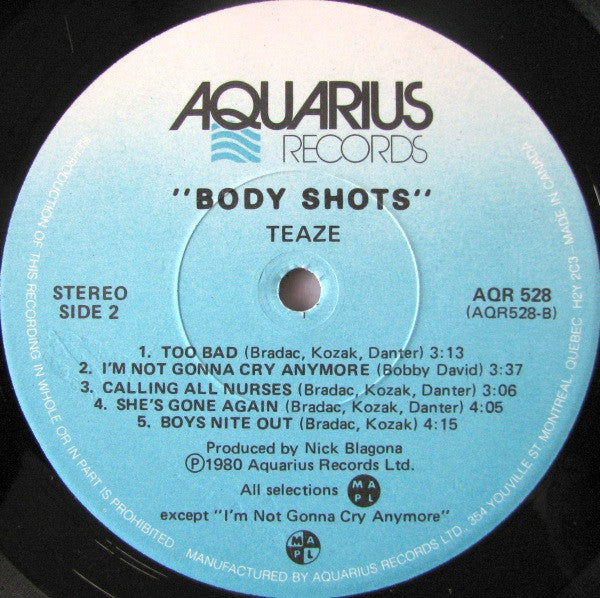 AQUARIUS
RECORDS
"BODY SHOTS"
TEAZE
STEREO
SIDE 2
AQR 528
(AQR528-B)
1. TOO BAD (Bradac, Kozak, Danter) 3:13
2. I'M NOT GONNA CRY ANYMORE (Bobby David) 3:37
3. CALLING ALL NURSES (Bradac, Kozak, Danter) 3:06
4. SHE'S GONE AGAIN (Bradac, Kozak, Danter) 4:05
5. BOYS NITE OUT (Bradac, Kozak) 4:15
Produced by Nick Blagona
Ⓟ1980 Aquarius Records Ltd.
All selections M A P L
except "I'm Not Gonna Cry Anymore"
M A P L
REPRODUCTION OF THIS RECORDING IN WHOLE OR IN PART IS PROHIBITED
MANUFACTURED BY AQUARIUS RECORDS LTD., 354 YOUVILLE ST. MONTREAL QUEBEC H2Y 2C3 - MADE IN CANADA